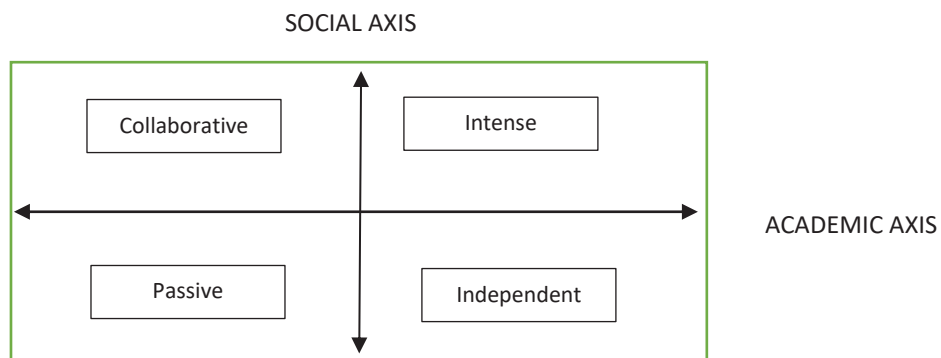 SOCIAL AXIS
Collaborative
Intense
ACADEMIC AXIS
Passive
Independent